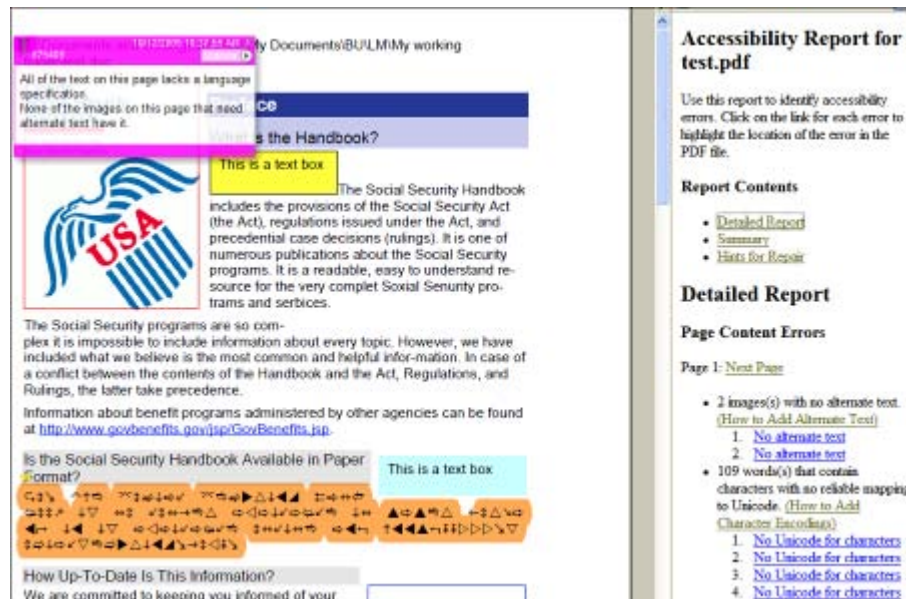 My Documents\BU\LM\My working
All of the text on this page lacks a language
specification.
None of the images on this page that need
alternate text have it.
ce
What is the Handbook?
This is a text box
USA
The Social Security Handbook
includes the provisions of the Social Security Act
(the Act), regulations issued under the Act, and
precedential case decisions (rulings). It is one of
numerous publications about the Social Security
programs. It is a readable, easy to understand re-
source for the very complet Soxial Senurity pro-
trams and serbices.
The Social Security programs are so com-
plex it is impossible to include information about every topic. However, we have
included what we believe is the most common and helpful infor-mation. In case of
a conflict between the contents of the Handbook and the Act, Regulations, and
Rulings, the latter take precedence.
Information about benefit programs administered by other agencies can be found
at http://www.govbenefits.gov/jsp/GovBenefits.jsp.
Is the Social Security Handbook Available in Paper
Format?
This is a text box
How Up-To-Date Is This Information?
We are committed to keeping you informed of your
Accessibility Report for
test.pdf
Use this report to identify accessibility
errors. Click on the link for each error to
highlight the location of the error in the
PDF file.
Report Contents
• Detailed Report
• Summary
• Hints for Repair
Detailed Report
Page Content Errors
Page 1: Next Page
• 2 images(s) with no alternate text.
(How to Add Alternate Text)
1. No alternate text
2. No alternate text
• 109 words(s) that contain
characters with no reliable mapping
to Unicode. (How to Add
Character Encodings)
1. No Unicode for characters
2. No Unicode for characters
3. No Unicode for characters
4. No Unicode for characters